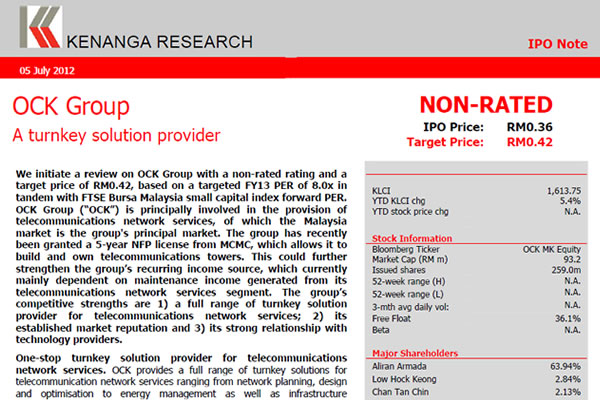 KENANGA RESEARCH
IPO Note
05 July 2012
OCK Group
A turnkey solution provider
NON-RATED
IPO Price: RM0.36
Target Price: RM0.42
We initiate a review on OCK Group with a non-rated rating and a
target price of RM0.42, based on a targeted FY13 PER of 8.0x in
tandem with FTSE Bursa Malaysia small capital index forward PER.
OCK Group ("OCK") is principally involved in the provision of
telecommunications network services, of which the Malaysia
market is the group's principal market. The group has recently
been granted a 5-year NFP license from MCMC, which allows it to
build and own telecommunications towers. This could further
strengthen the group's recurring income source, which currently
mainly dependent on maintenance income generated from its
telecommunications network services segment. The group's
competitive strengths are 1) a full range of turnkey solution
provider for telecommunications network services; 2) its
established market reputation and 3) its strong relationship with
technology providers.
One-stop turnkey solution provider for telecommunications
network services. OCK provides a full range of turnkey solutions for
telecommunication network services ranging from network planning, design
and optimisation to energy management as well as infrastructure
KLCI 1,613.75
YTD KLCI chg 5.4%
YTD stock price chg N.A.
Stock Information
Bloomberg Ticker OCK MK Equity
Market Cap (RM m) 93.2
Issued shares 259.0m
52-week range (H) N.A.
52-week range (L) N.A.
3-mth avg daily vol: N.A.
Free Float 36.1%
Beta N.A.
Major Shareholders
Aliran Armada 63.94%
Low Hock Keong 2.84%
Chan Tan Chin 2.13%